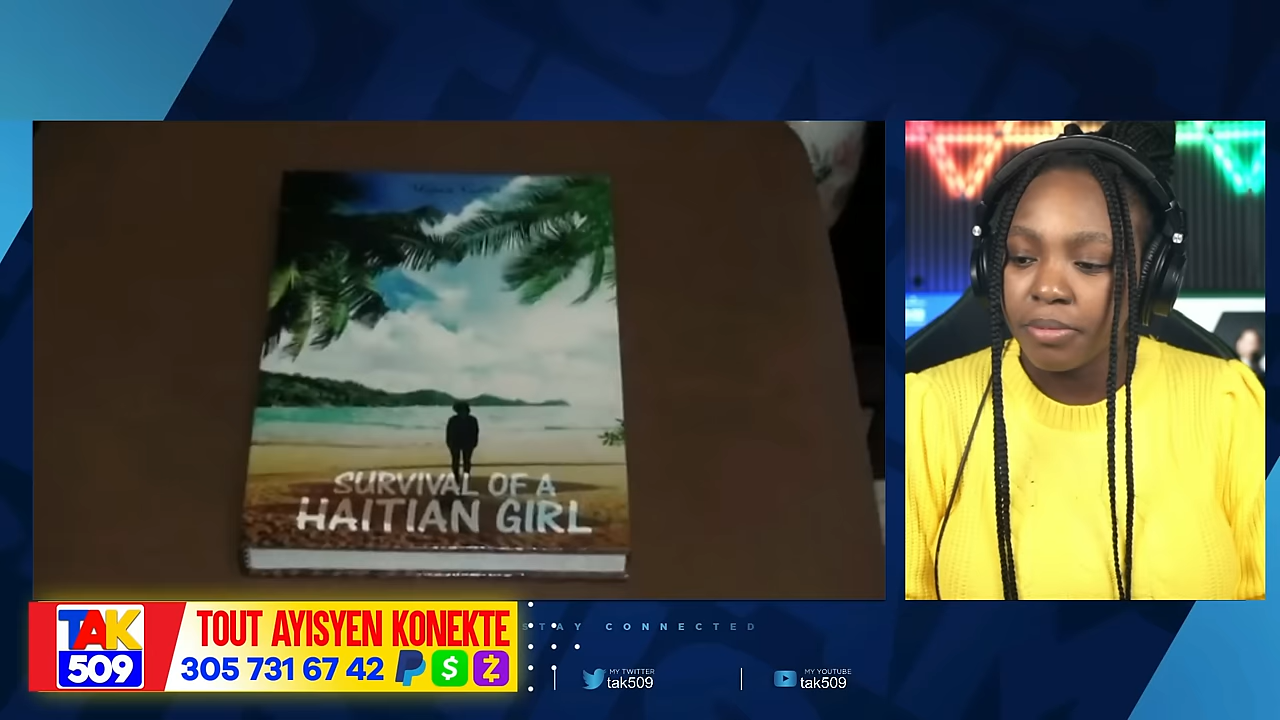 SURVIVAL OF A
HAITIAN GIRL
TAK
509
TOUT AYISYEN KONEKTE
305 731 67 42
STAY CONNECTED
MY TWITTER
tak509
MY YOUTUBE
tak509